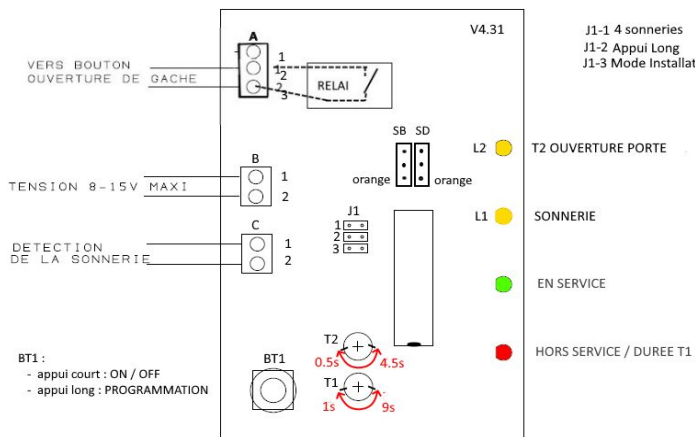 V4.31
J1-1 4 sonneries
J1-2 Appui Long
J1-3 Mode Installat
A
VERS BOUTON
OUVERTURE DE GACHE
1
1
2
2
3
RELAI
SB SD
orange
orange
L2
T2 OUVERTURE PORTE
B
TENSION 8-15V MAXI
1
2
J1
1
2
3
L1
SONNERIE
C
DETECTION
DE LA SONNERIE
1
2
EN SERVICE
T2
0.5s
4.5s
HORS SERVICE / DUREE T1
BT1 :
- appui court : ON / OFF
- appui long : PROGRAMMATION
BT1
T1
1s
9s